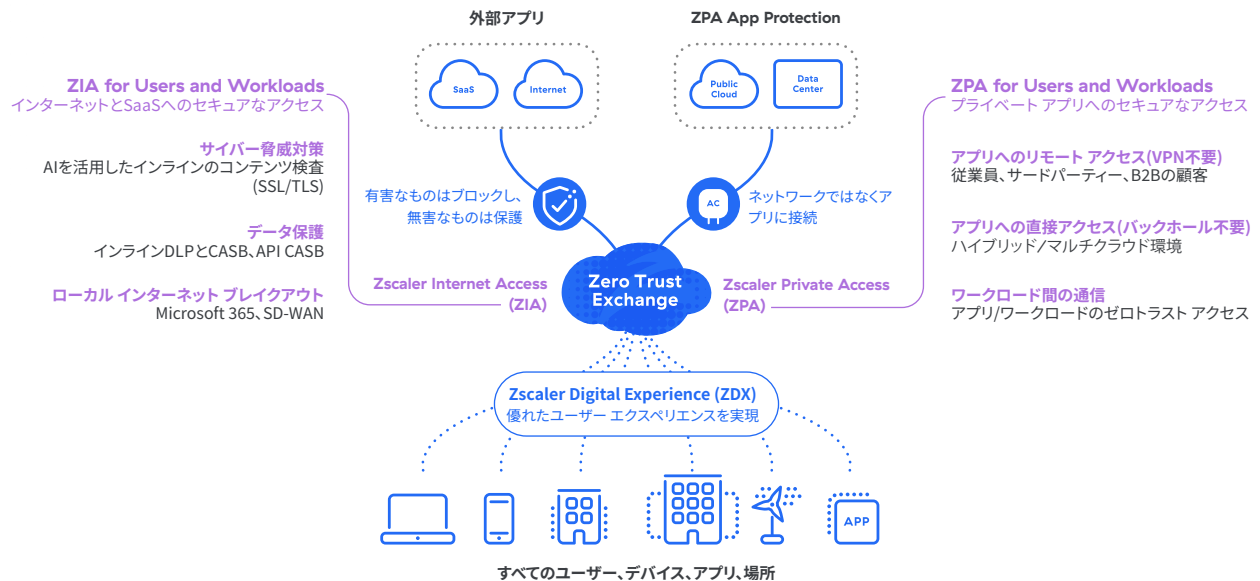 外部アプリ
ZPA App Protection
SaaS
Internet
Public
Cloud
Data
Center
ZIA for Users and Workloads
インターネットとSaaSへのセキュアなアクセス
サイバー脅威対策
AIを活用したインラインのコンテンツ検査
(SSL/TLS)
データ保護
インラインDLPとCASB、API CASB
ローカル インターネット ブレイクアウト
Microsoft 365、SD-WAN
有害なものはブロックし、
無害なものは保護
AC
ネットワークではなくア
プリに接続
Zscaler Internet Access
(ZIA)
Zero Trust
Exchange
Zscaler Private Access
(ZPA)
ZPA for Users and Workloads
プライベート アプリへのセキュアなアクセス
アプリへのリモート アクセス(VPN不要)
従業員、サードパーティー、B2Bの顧客
アプリへの直接アクセス(バックホール不要)
ハイブリッド/マルチクラウド環境
ワークロード間の通信
アプリ/ワークロードのゼロトラスト アクセス
Zscaler Digital Experience (ZDX)
優れたユーザー エクスペリエンスを実現
APP
すべてのユーザー、デバイス、アプリ、場所